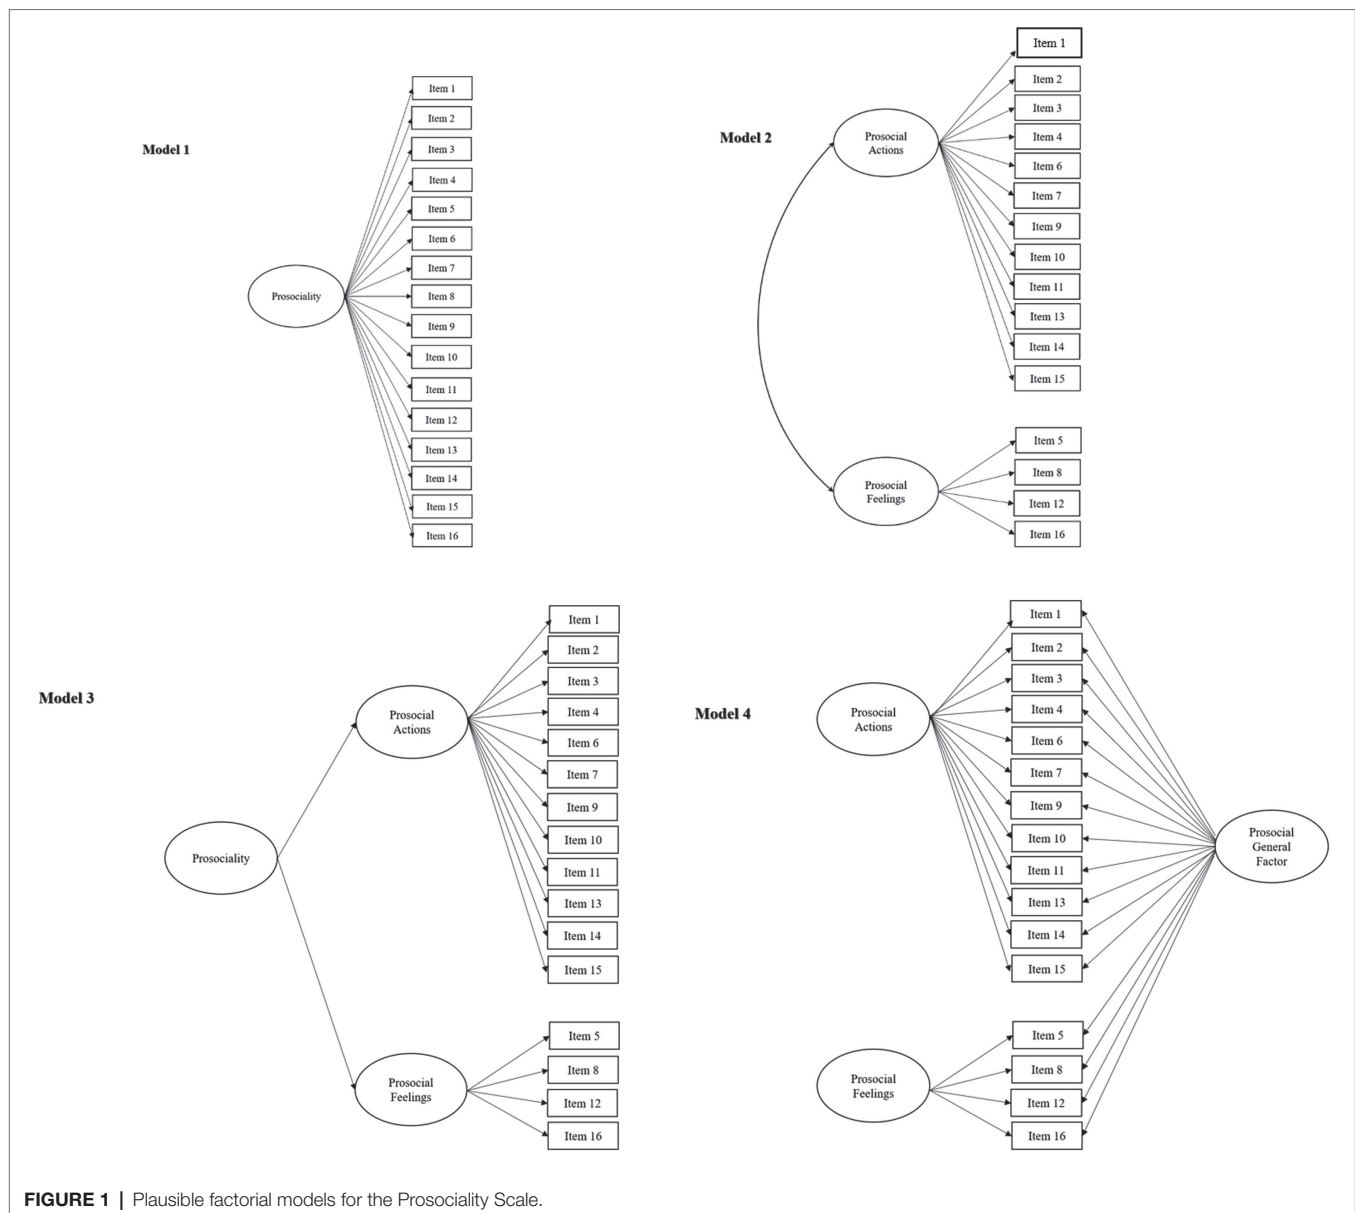 Model 1
Prosociality
Item 1
Item 2
Item 3
Item 4
Item 5
Item 6
Item 7
Item 8
Item 9
Item 10
Item 11
Item 12
Item 13
Item 14
Item 15
Item 16
Model 2
Prosocial
Actions
Item 1
Item 2
Item 3
Item 4
Item 6
Item 7
Item 9
Item 10
Item 11
Item 13
Item 14
Item 15
Prosocial
Feelings
Item 5
Item 8
Item 12
Item 16
Model 3
Prosociality
Prosocial
Actions
Item 1
Item 2
Item 3
Item 4
Item 6
Item 7
Item 9
Item 10
Item 11
Item 13
Item 14
Item 15
Prosocial
Feelings
Item 5
Item 8
Item 12
Item 16
Model 4
Prosocial
Actions
Item 1
Item 2
Item 3
Item 4
Item 6
Item 7
Item 9
Item 10
Item 11
Item 13
Item 14
Item 15
Prosocial
Feelings
Item 5
Item 8
Item 12
Item 16
Prosocial
General
Factor
FIGURE 1 | Plausible factorial models for the Prosociality Scale.